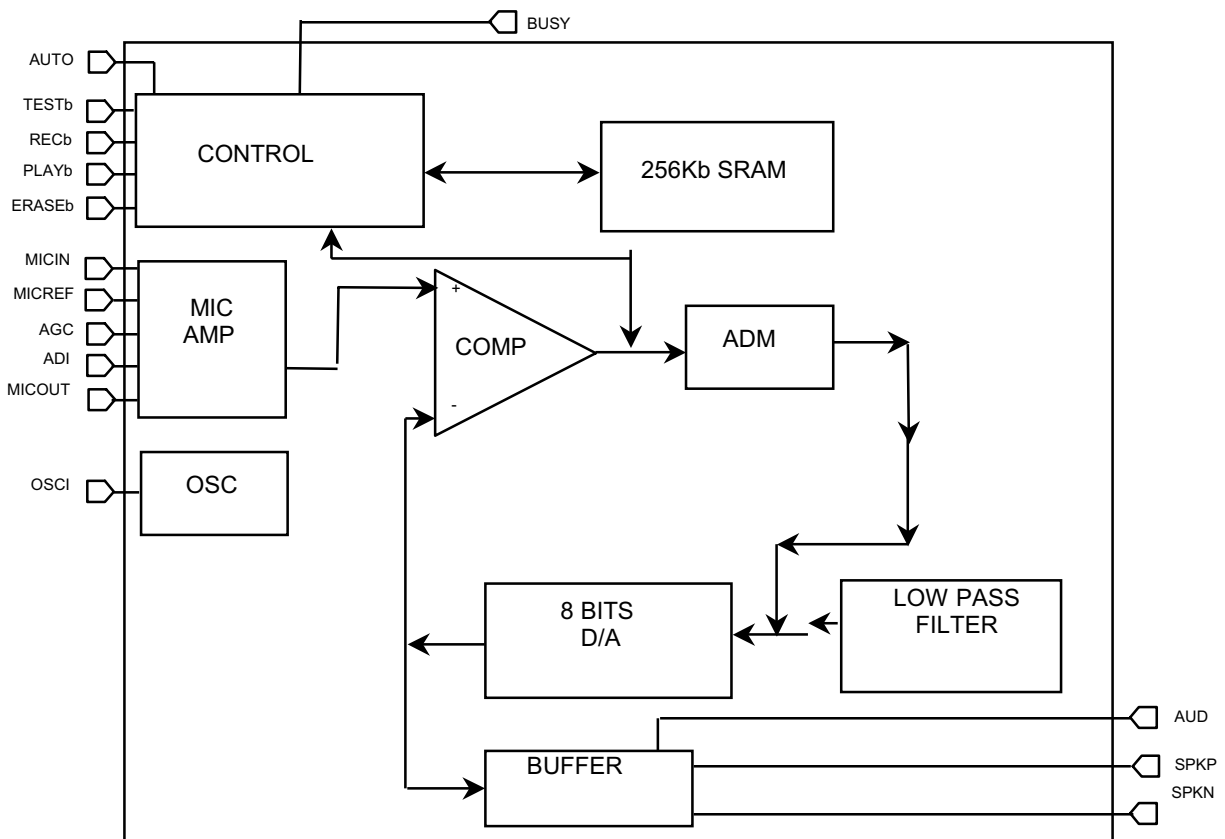 BUSY
AUTO
TESTb
RECb
PLAYb
ERASEb
CONTROL
256Kb SRAM
MICIN
MICREF
AGC
ADI
MICOUT
MIC
AMP
+
COMP
-
ADM
OSCI
OSC
8 BITS
D/A
LOW PASS
FILTER
BUFFER
AUD
SPKP
SPKN